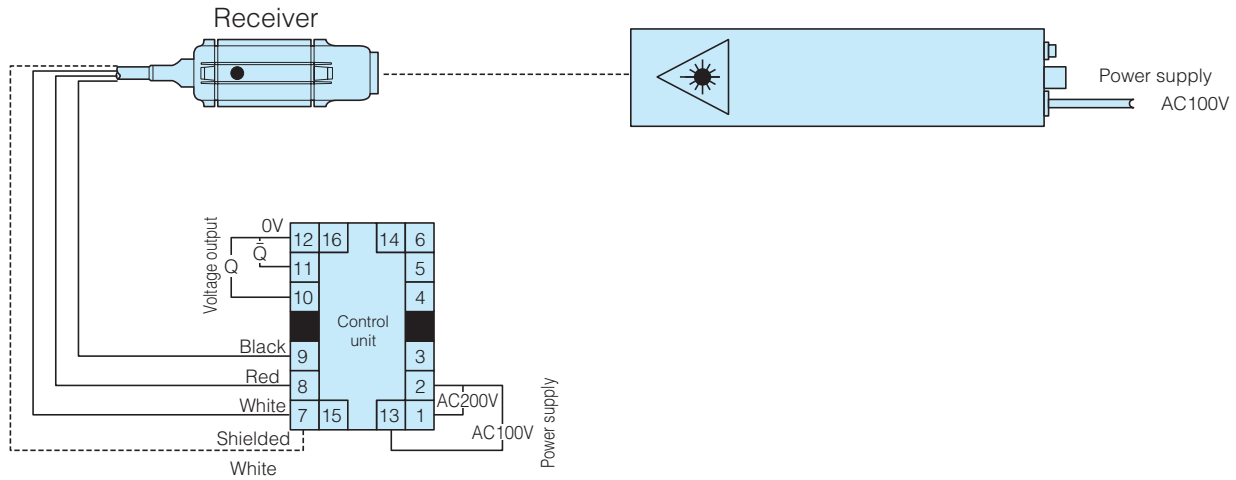 Receiver
Power supply
AC100V
Voltage output
0V
Q̄
Q
12 16 14 6
11 5
10 4
Control
unit
Black
9 3
Red
8 2
AC200V
White
7 15 13 1
AC100V
Power supply
Shielded
White